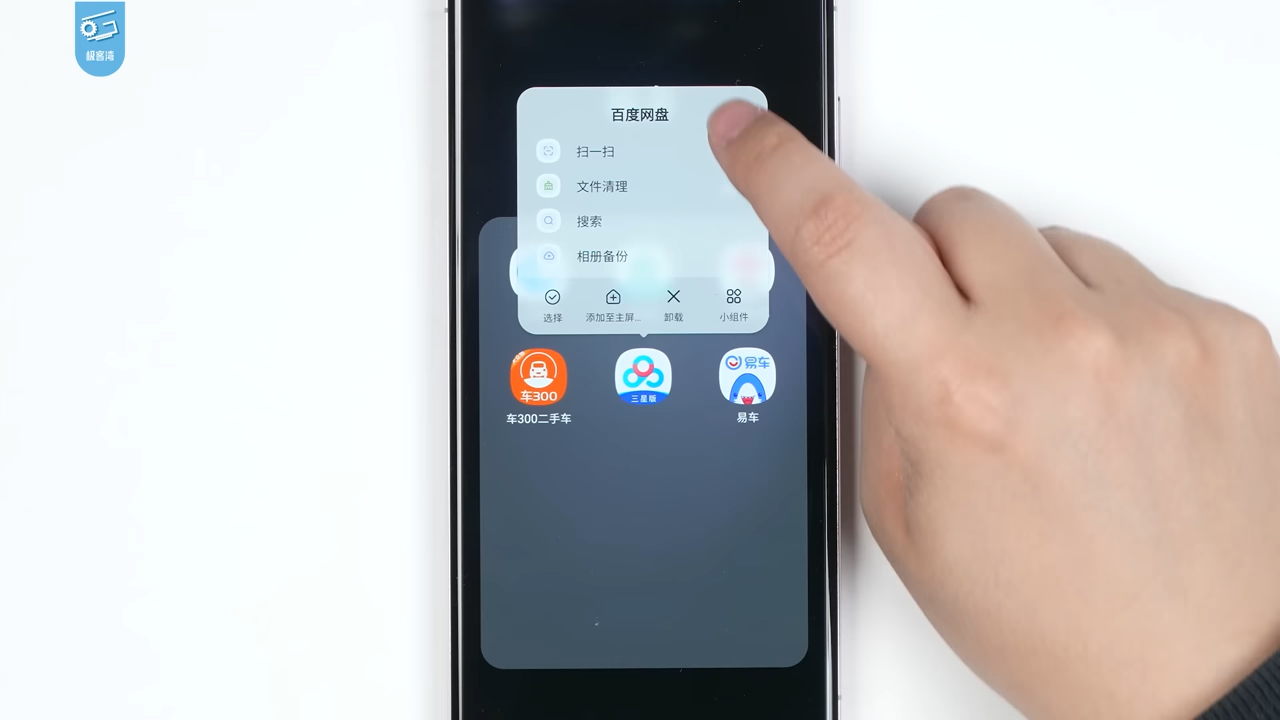 极客湾
百度网盘
扫一扫
文件清理
搜索
相册备份
选择
添加至主屏...
卸载
小组件
车300
三星版
易车
车300二手车
易车